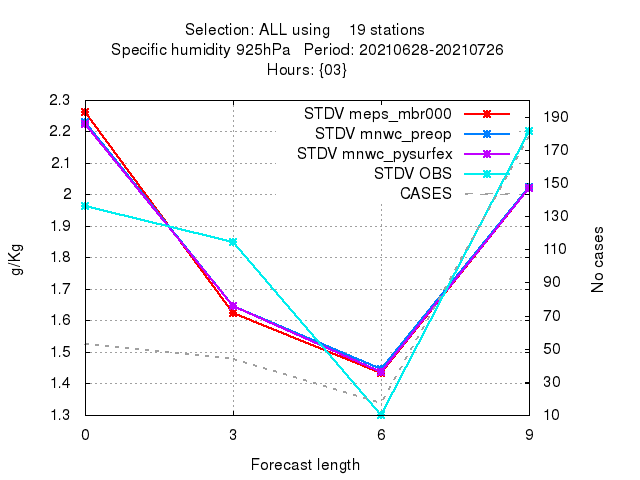 Selection: ALL using    19 stations
Specific humidity 925hPa   Period: 20210628-20210726
Hours: {03}
2.3
2.2
2.1
2
1.9
1.8
1.7
1.6
1.5
1.4
1.3
g/Kg
STDV meps_mbr000
STDV mnwc_preop
STDV mnwc_pysurfex
STDV OBS
CASES
190
170
150
130
110
90
70
50
30
10
No cases
0 3 6 9
Forecast length